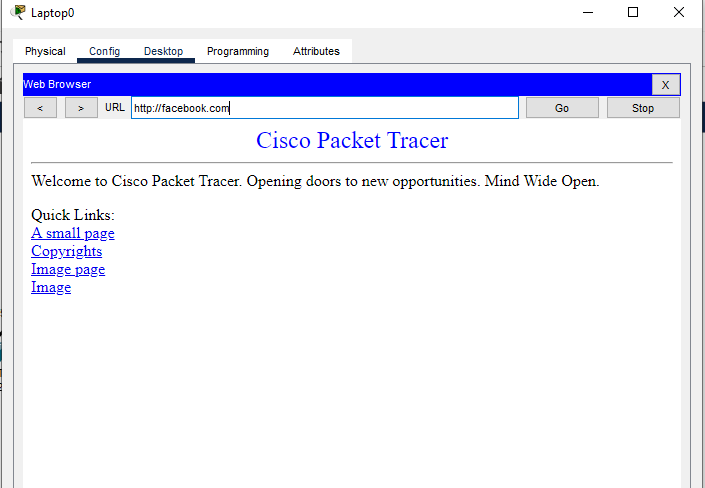 Laptop0
Physical Config Desktop Programming Attributes
Web Browser X
< > URL http://facebook.com Go Stop
Cisco Packet Tracer
Welcome to Cisco Packet Tracer. Opening doors to new opportunities. Mind Wide Open.
Quick Links:
A small page
Copyrights
Image page
Image